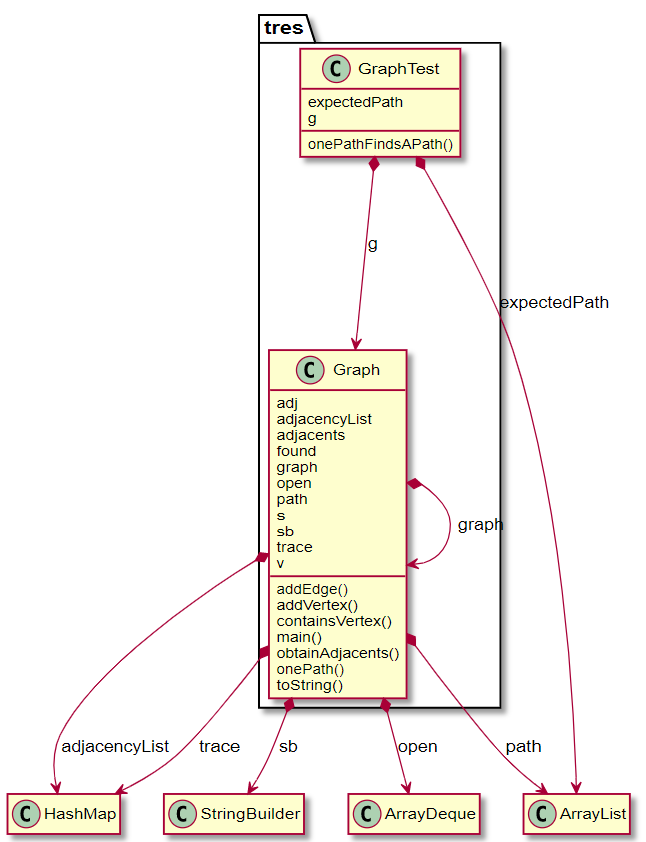 tres
C GraphTest
expectedPath
g
onePathFindsAPath()
g
expectedPath
C Graph
adj
adjacencyList
adjacents
found
graph
open
path
s
sb
trace
v
graph
addEdge()
addVertex()
containsVertex()
main()
obtainAdjacents()
onePath()
toString()
adjacencyList
trace
sb
open
path
C HashMap
C StringBuilder
C ArrayDeque
C ArrayList